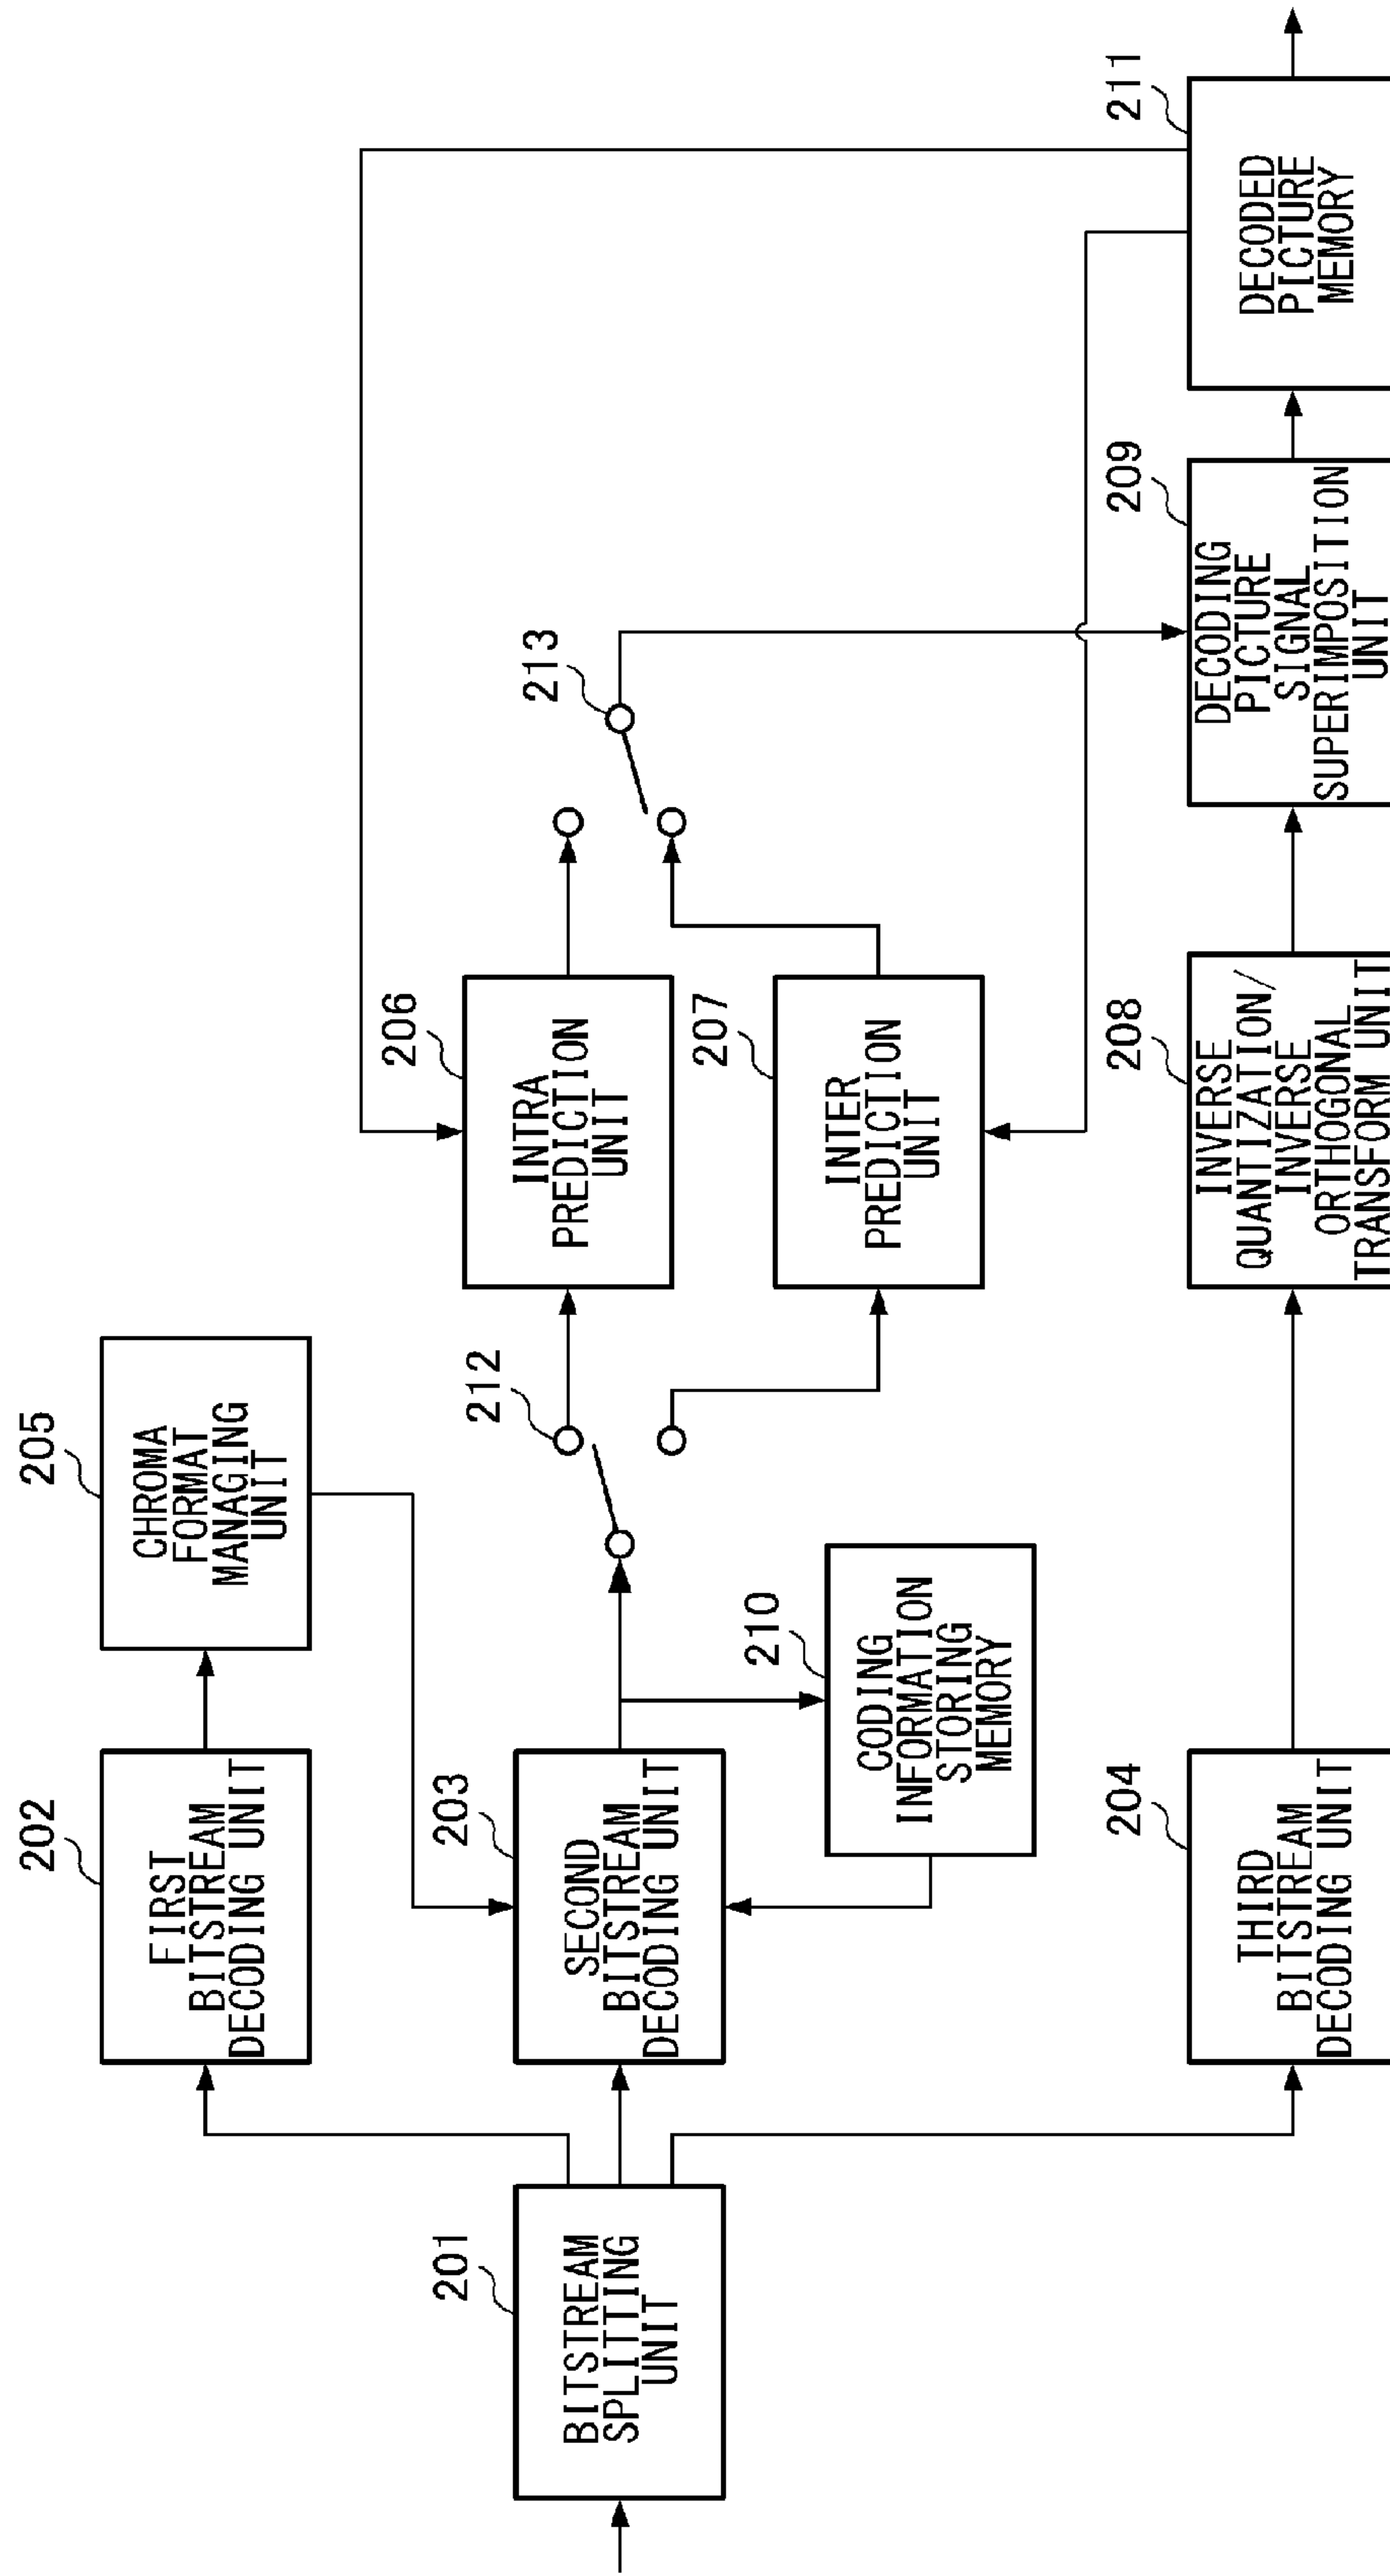 201
BITSTREAM
SPLITTING
UNIT
202
FIRST
BITSTREAM
DECODING UNIT
203
SECOND
BITSTREAM
DECODING UNIT
204
THIRD
BITSTREAM
DECODING UNIT
205
CHROMA
FORMAT
MANAGING
UNIT
210
CODING
INFORMATION
STORING
MEMORY
212
206
INTRA
PREDICTION
UNIT
207
INTER
PREDICTION
UNIT
208
INVERSE
QUANTIZATION/
INVERSE
ORTHOGONAL
TRANSFORM UNIT
213
209
DECODING
PICTURE
SIGNAL
SUPERIMPOSITION
UNIT
211
DECODED
PICTURE
MEMORY